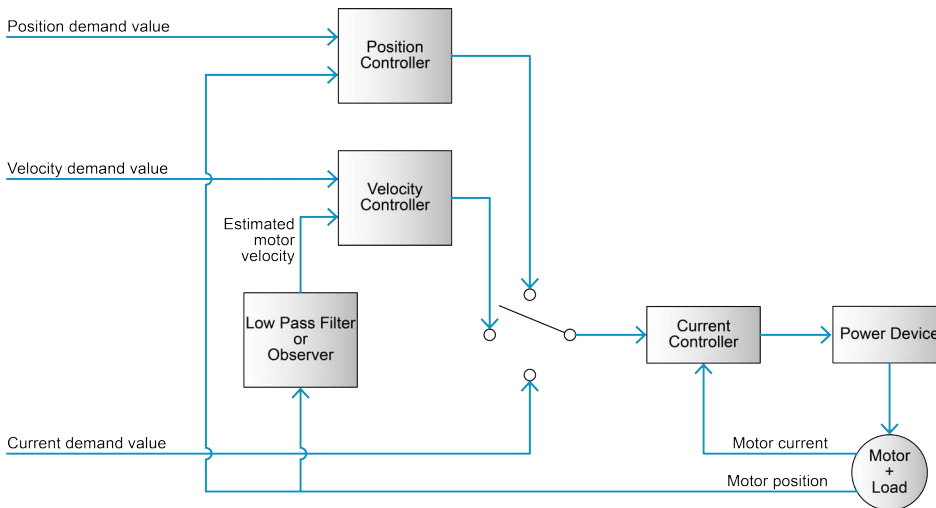 Position demand value
Position
Controller
Velocity demand value
Velocity
Controller
Estimated
motor
velocity
Low Pass Filter
or
Observer
Current
Controller
Power Device
Current demand value
Motor current
Motor position
Motor
+
Load